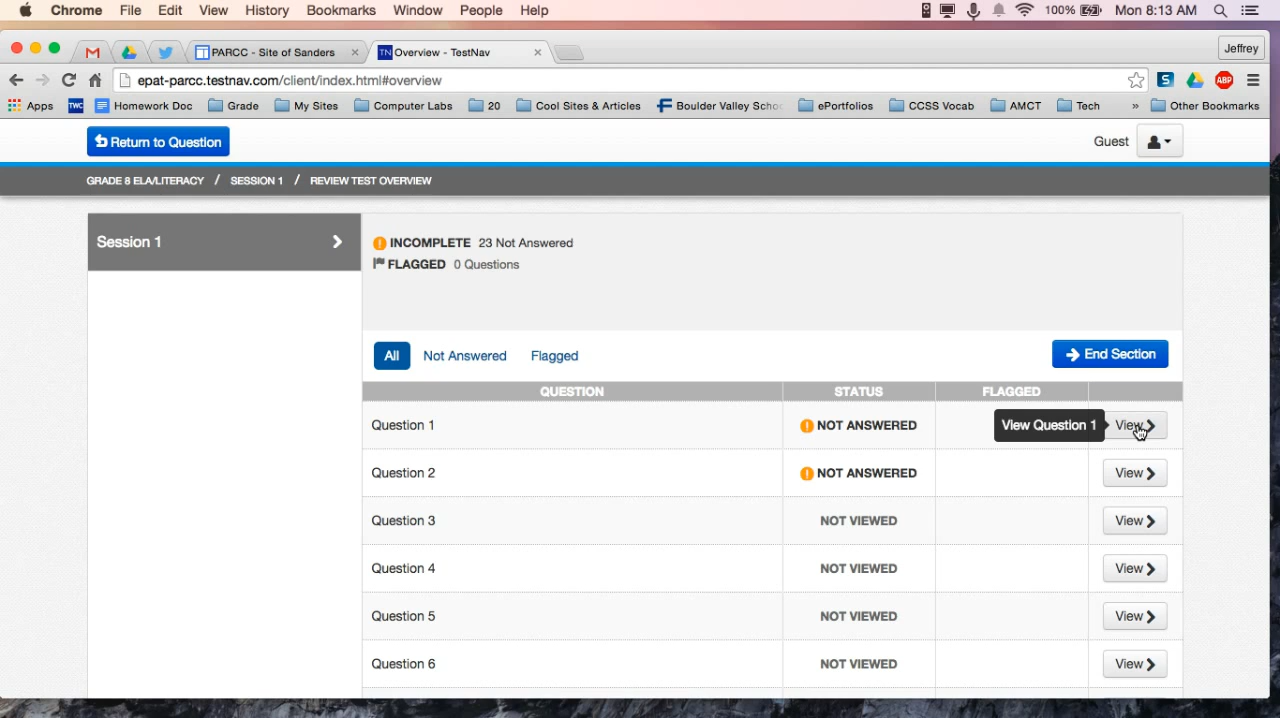 Chrome File Edit View History Bookmarks Window People Help 100% Mon 8:13 AM
PARCC - Site of Sanders TN Overview - TestNav Jeffrey
epat-parcc.testnav.com/client/index.html#overview S ABP
Apps TWC Homework Doc Grade My Sites Computer Labs 20 Cool Sites & Articles Boulder Valley Schoo ePortfolios CCSS Vocab AMCT Tech » Other Bookmarks
Return to Question Guest
GRADE 8 ELA/LITERACY / SESSION 1 / REVIEW TEST OVERVIEW
Session 1
INCOMPLETE 23 Not Answered
FLAGGED 0 Questions
All Not Answered Flagged End Section
QUESTION STATUS FLAGGED
Question 1 NOT ANSWERED View Question 1 View
Question 2 NOT ANSWERED View
Question 3 NOT VIEWED View
Question 4 NOT VIEWED View
Question 5 NOT VIEWED View
Question 6 NOT VIEWED View